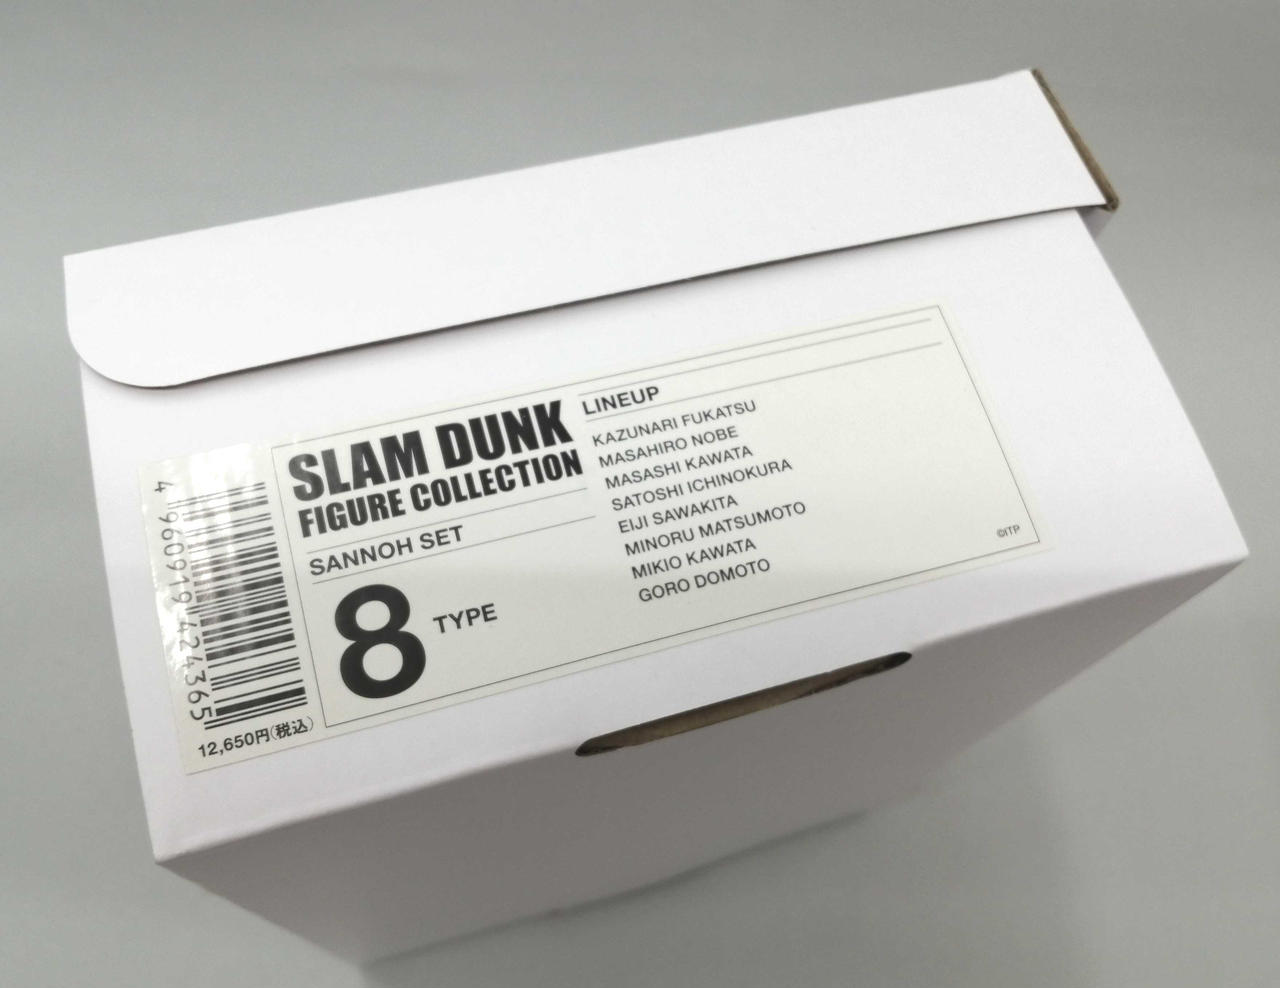 SLAM DUNK
FIGURE COLLECTION
SANNOH SET
8 TYPE
LINEUP
KAZUNARI FUKATSU
MASAHIRO NOBE
MASASHI KAWATA
SATOSHI ICHINOKURA
EIJI SAWAKITA
MINORU MATSUMOTO
MIKIO KAWATA
GORO DOMOTO
©ITP
4 960919 424365
12,650円(税込)